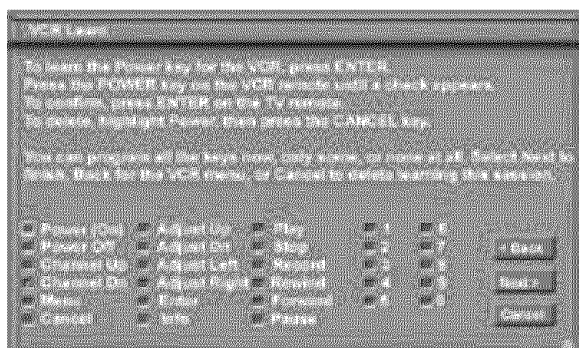 VCR Learn
To learn the Power key for the VCR, press ENTER.
Press the POWER key on the VCR remote until a check appears.
To confirm, press ENTER on the TV remote.
To delete, highlight Power, then press the CANCEL key.
You can program all the keys now, only some, or none at all. Select Next to
finish, Back for the VCR menu, or Cancel to delete learning this session.
Power (On) Adjust Up Play 1 6
Power Off Adjust Dn Stop 2 7
Channel Up Adjust Left Record 3
Channel Dn Adjust Right Rewind 4
Menu Enter Forward 5
Cancel Info Pause
< Back
Next >
Cancel